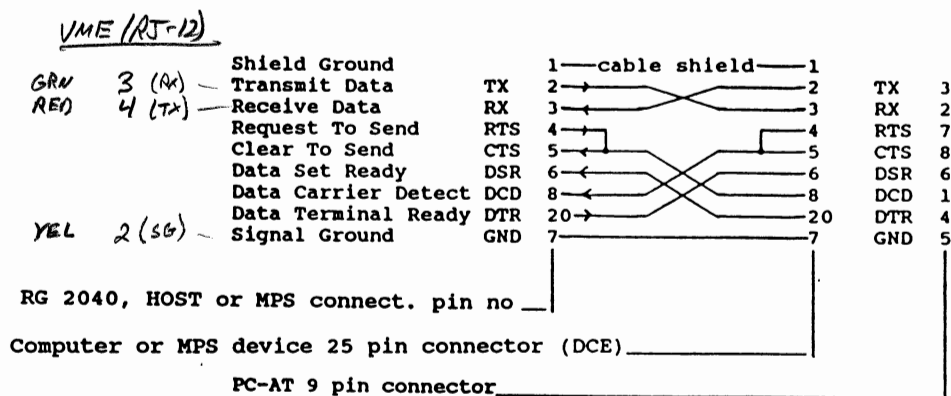 VME (RJ-12)
Shield Ground 1 cable shield 1
GRN 3 (RX) Transmit Data TX 2 2 TX 3
RED 4 (TX) Receive Data RX 3 3 RX 2
Request To Send RTS 4 4 RTS 7
Clear To Send CTS 5 5 CTS 8
Data Set Ready DSR 6 6 DSR 6
Data Carrier Detect DCD 8 8 DCD 1
Data Terminal Ready DTR 20 20 DTR 4
YEL 2 (SG) Signal Ground GND 7 7 GND 5
RG 2040, HOST or MPS connect. pin no
Computer or MPS device 25 pin connector (DCE)
PC-AT 9 pin connector